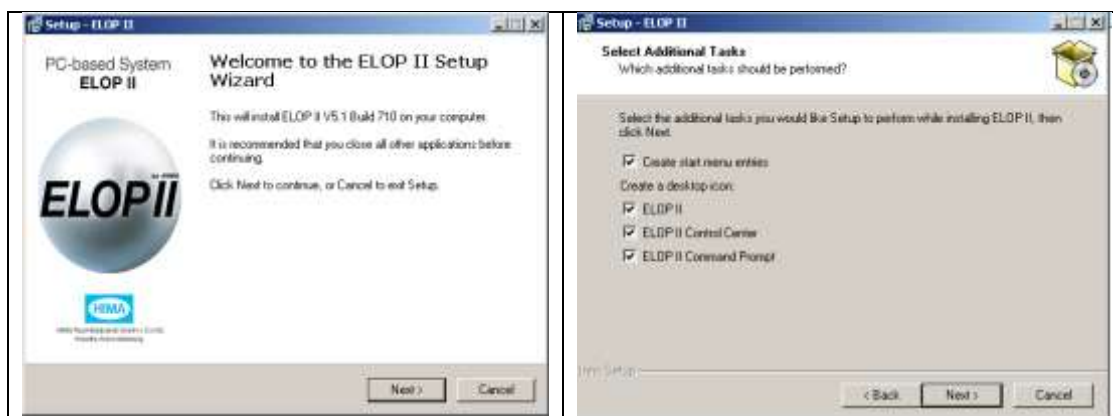 Setup - ELOP II
PC-based System
ELOP II
ELOP II
HIMA
Welcome to the ELOP II Setup
Wizard
This will install ELOP II V5.1 Build 710 on your computer.
It is recommended that you close all other applications before
continuing.
Click Next to continue, or Cancel to exit Setup.
Next >
Cancel
Setup - ELOP II
Select Additional Tasks
Which additional tasks should be performed?
Select the additional tasks you would like Setup to perform while installing ELOP II, then
click Next.
Create start menu entries
Create a desktop icon:
ELOP II
ELOP II Control Center
ELOP II Command Prompt
Inno Setup
< Back
Next >
Cancel